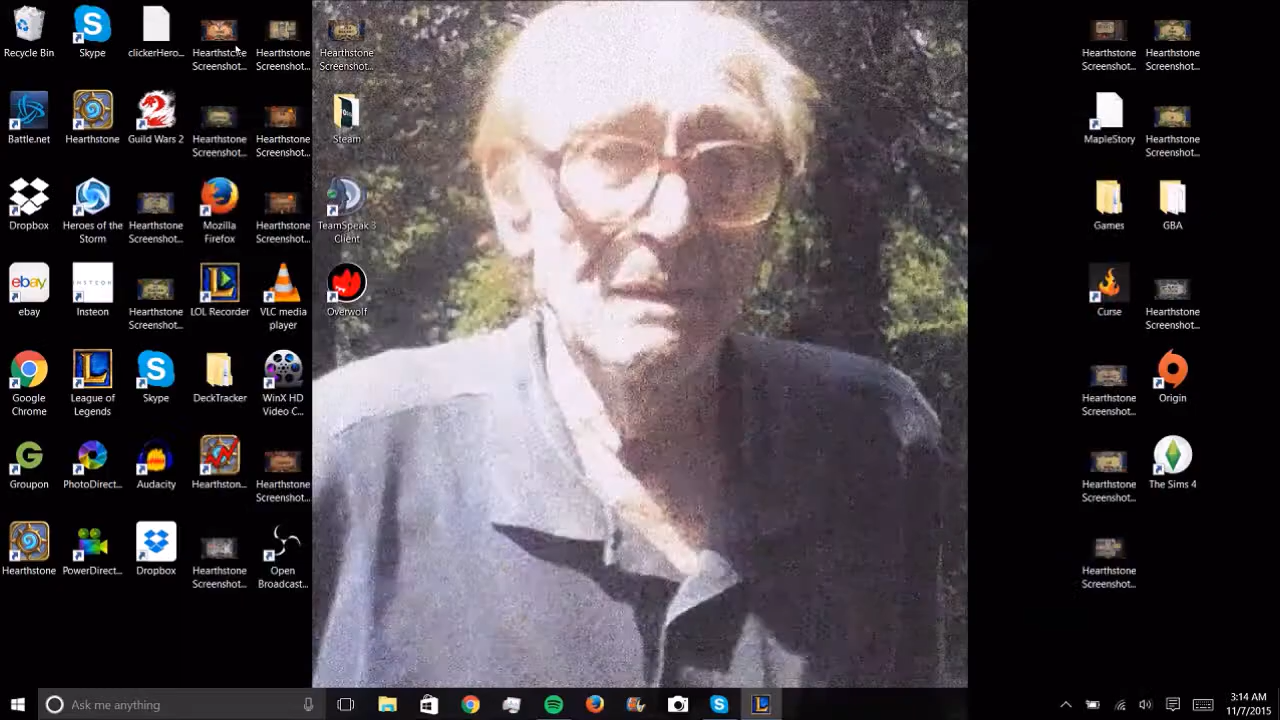 Recycle Bin
Skype
clickerHero...
Hearthstone
Screenshot...
Hearthstone
Screenshot...
Hearthstone
Screenshot...
Hearthstone
Screenshot...
Hearthstone
Screenshot...
Battle.net
Hearthstone
Guild Wars 2
Hearthstone
Screenshot...
Hearthstone
Screenshot...
Steam
MapleStory
Hearthstone
Screenshot...
Dropbox
Heroes of the
Storm
Hearthstone
Screenshot...
Mozilla
Firefox
Hearthstone
Screenshot...
TeamSpeak 3
Client
Games
GBA
ebay
ebay
INSTEON
Insteon
Hearthstone
Screenshot...
LOL Recorder
VLC media
player
Overwolf
Curse
Hearthstone
Screenshot...
Google
Chrome
League of
Legends
Skype
DeckTracker
WinX HD
Video C...
Hearthstone
Screenshot...
Origin
Groupon
PhotoDirect...
Audacity
Hearthston...
Hearthstone
Screenshot...
Hearthstone
Screenshot...
The Sims 4
Hearthstone
PowerDirect...
Dropbox
Hearthstone
Screenshot...
Open
Broadcast...
Hearthstone
Screenshot...
Ask me anything
3:14 AM
11/7/2015